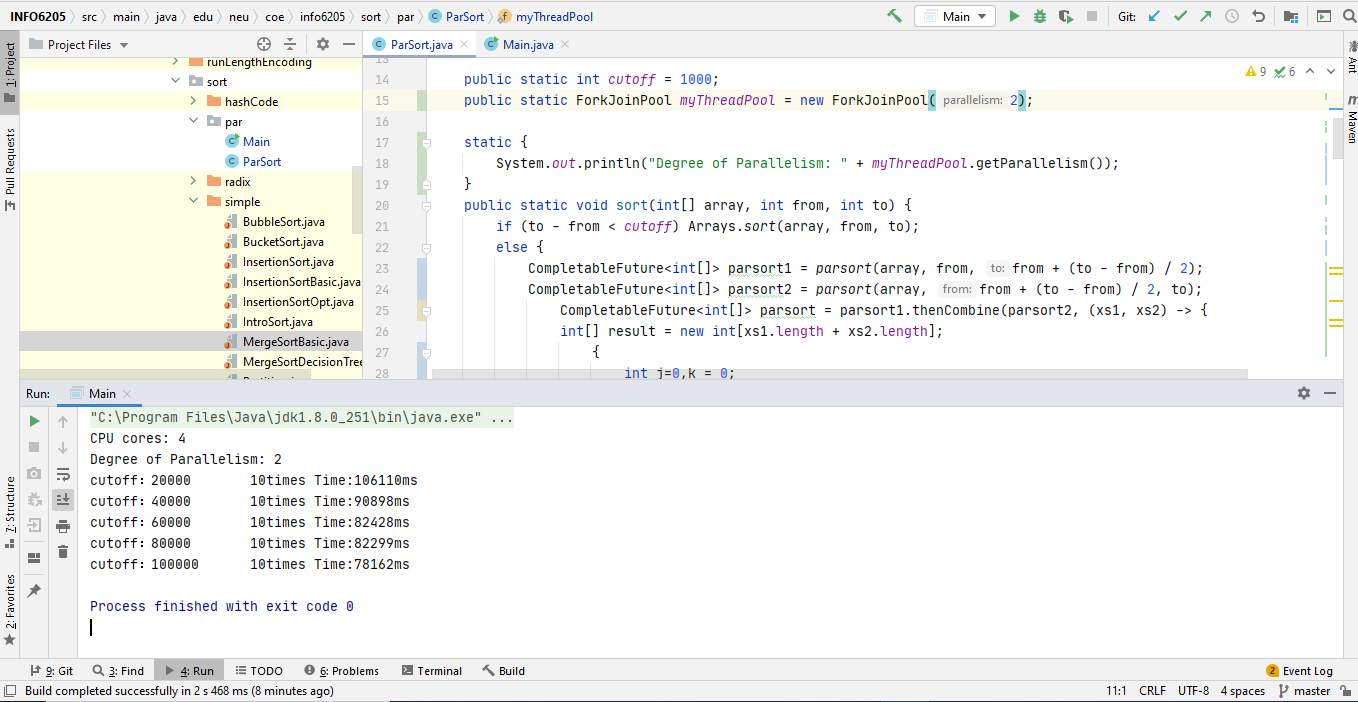 INFO6205 src main java edu neu coe info6205 sort par ParSort myThreadPool Main Git:
Project Files
ParSort.java Main.java
1: Project
Pull Requests
7: Structure
2: Favorites
Ant
Maven
runLengthEncoding
sort
hashCode
par
Main
ParSort
radix
simple
BubbleSort.java
BucketSort.java
InsertionSort.java
InsertionSortBasic.java
InsertionSortOpt.java
IntroSort.java
MergeSortBasic.java
MergeSortDecisionTree
9 6
13
14 public static int cutoff = 1000;
15 public static ForkJoinPool myThreadPool = new ForkJoinPool( parallelism: 2);
16
17 static {
18 System.out.println("Degree of Parallelism: " + myThreadPool.getParallelism());
19 }
20 public static void sort(int[] array, int from, int to) {
21 if (to - from < cutoff) Arrays.sort(array, from, to);
22 else {
23 CompletableFuture<int[]> parsort1 = parsort(array, from, to: from + (to - from) / 2);
24 CompletableFuture<int[]> parsort2 = parsort(array, from: from + (to - from) / 2, to);
25 CompletableFuture<int[]> parsort = parsort1.thenCombine(parsort2, (xs1, xs2) -> {
26 int[] result = new int[xs1.length + xs2.length];
27 {
28 int j=0,k = 0;
Run: Main
"C:\Program Files\Java\jdk1.8.0_251\bin\java.exe" ...
CPU cores: 4
Degree of Parallelism: 2
cutoff: 20000 10times Time:106110ms
cutoff: 40000 10times Time:90898ms
cutoff: 60000 10times Time:82428ms
cutoff: 80000 10times Time:82299ms
cutoff: 100000 10times Time:78162ms
Process finished with exit code 0
9: Git 3: Find 4: Run TODO 6: Problems Terminal Build 2 Event Log
Build completed successfully in 2 s 468 ms (8 minutes ago) 11:1 CRLF UTF-8 4 spaces master